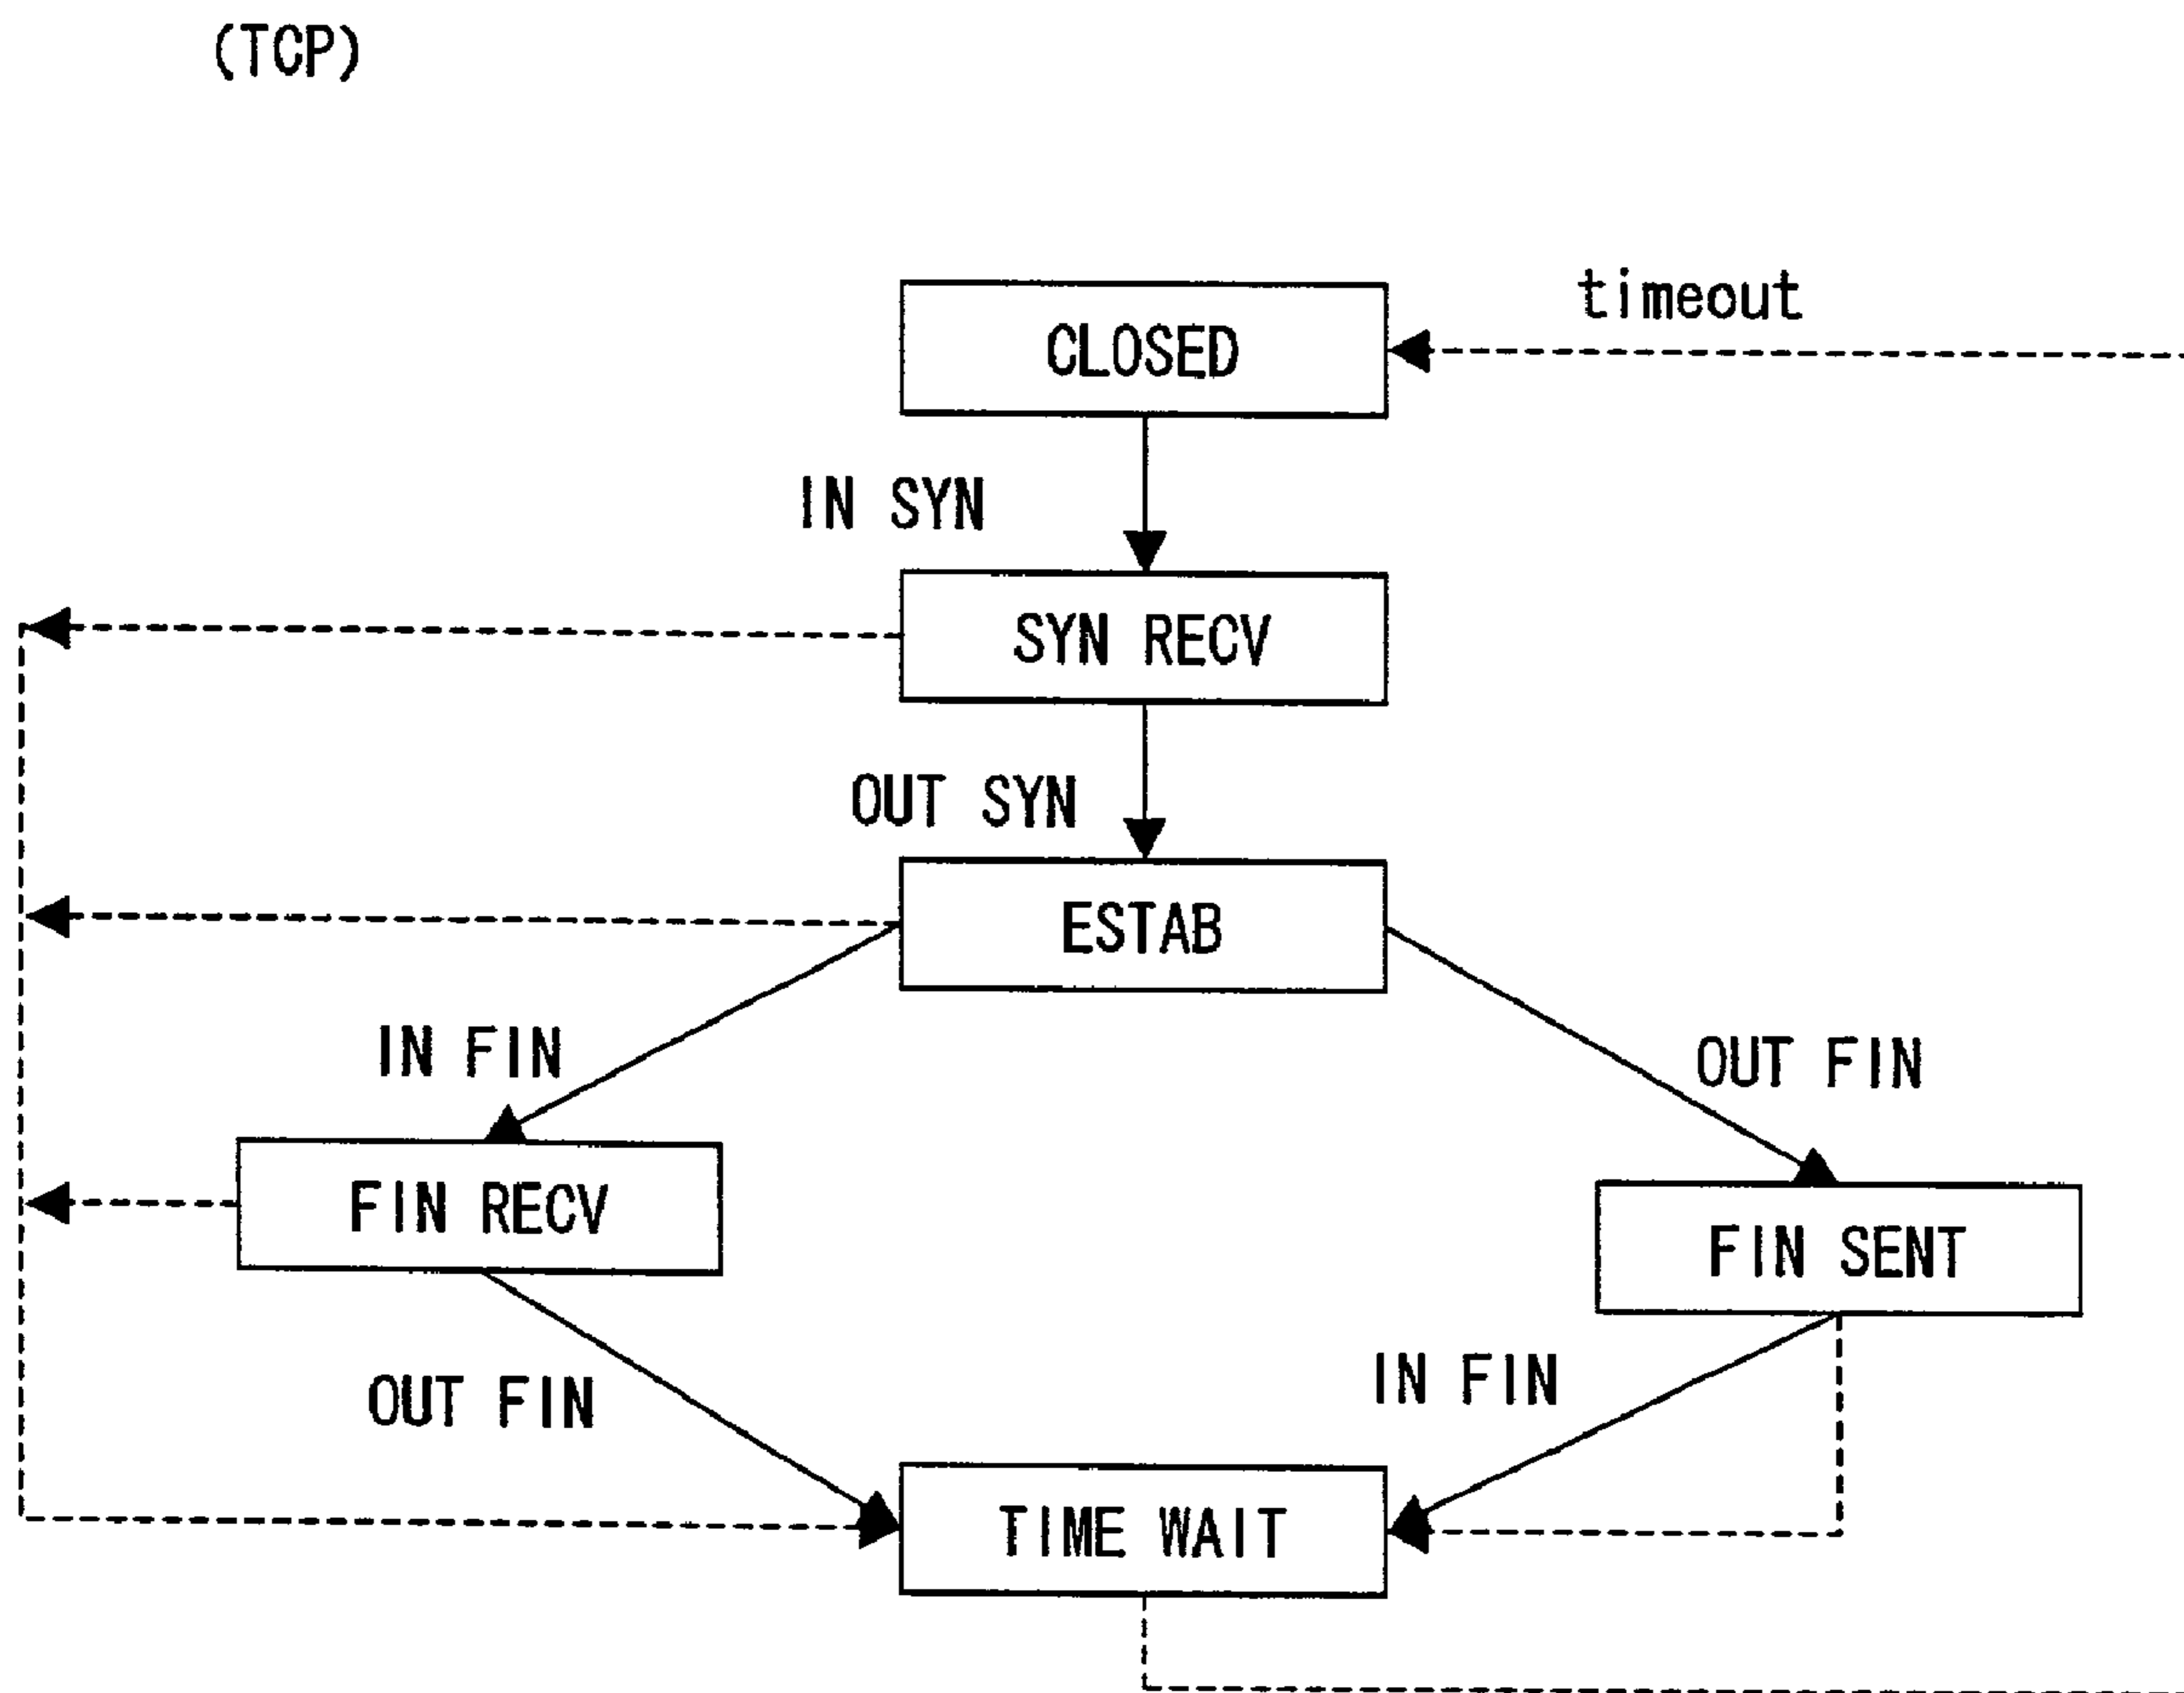 (TCP)
timeout
CLOSED
IN SYN
SYN RECV
OUT SYN
ESTAB
IN FIN
OUT FIN
FIN RECV
FIN SENT
OUT FIN
IN FIN
TIME WAIT